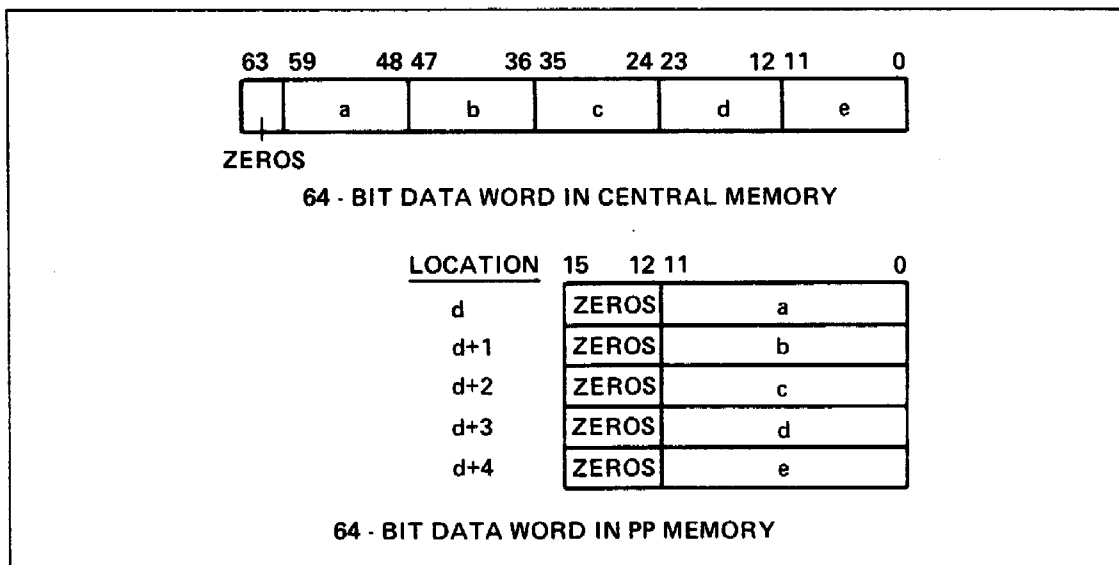 63 59 48 47 36 35 24 23 12 11 0
a b c d e
ZEROS
64 - BIT DATA WORD IN CENTRAL MEMORY
LOCATION 15 12 11 0
d ZEROS a
d+1 ZEROS b
d+2 ZEROS c
d+3 ZEROS d
d+4 ZEROS e
64 - BIT DATA WORD IN PP MEMORY